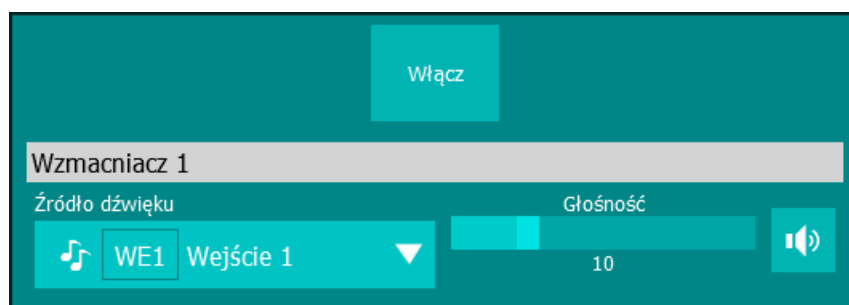 Włącz
Wzmacniacz 1
Źródło dźwięku
Głośność
WE1 Wejście 1
10